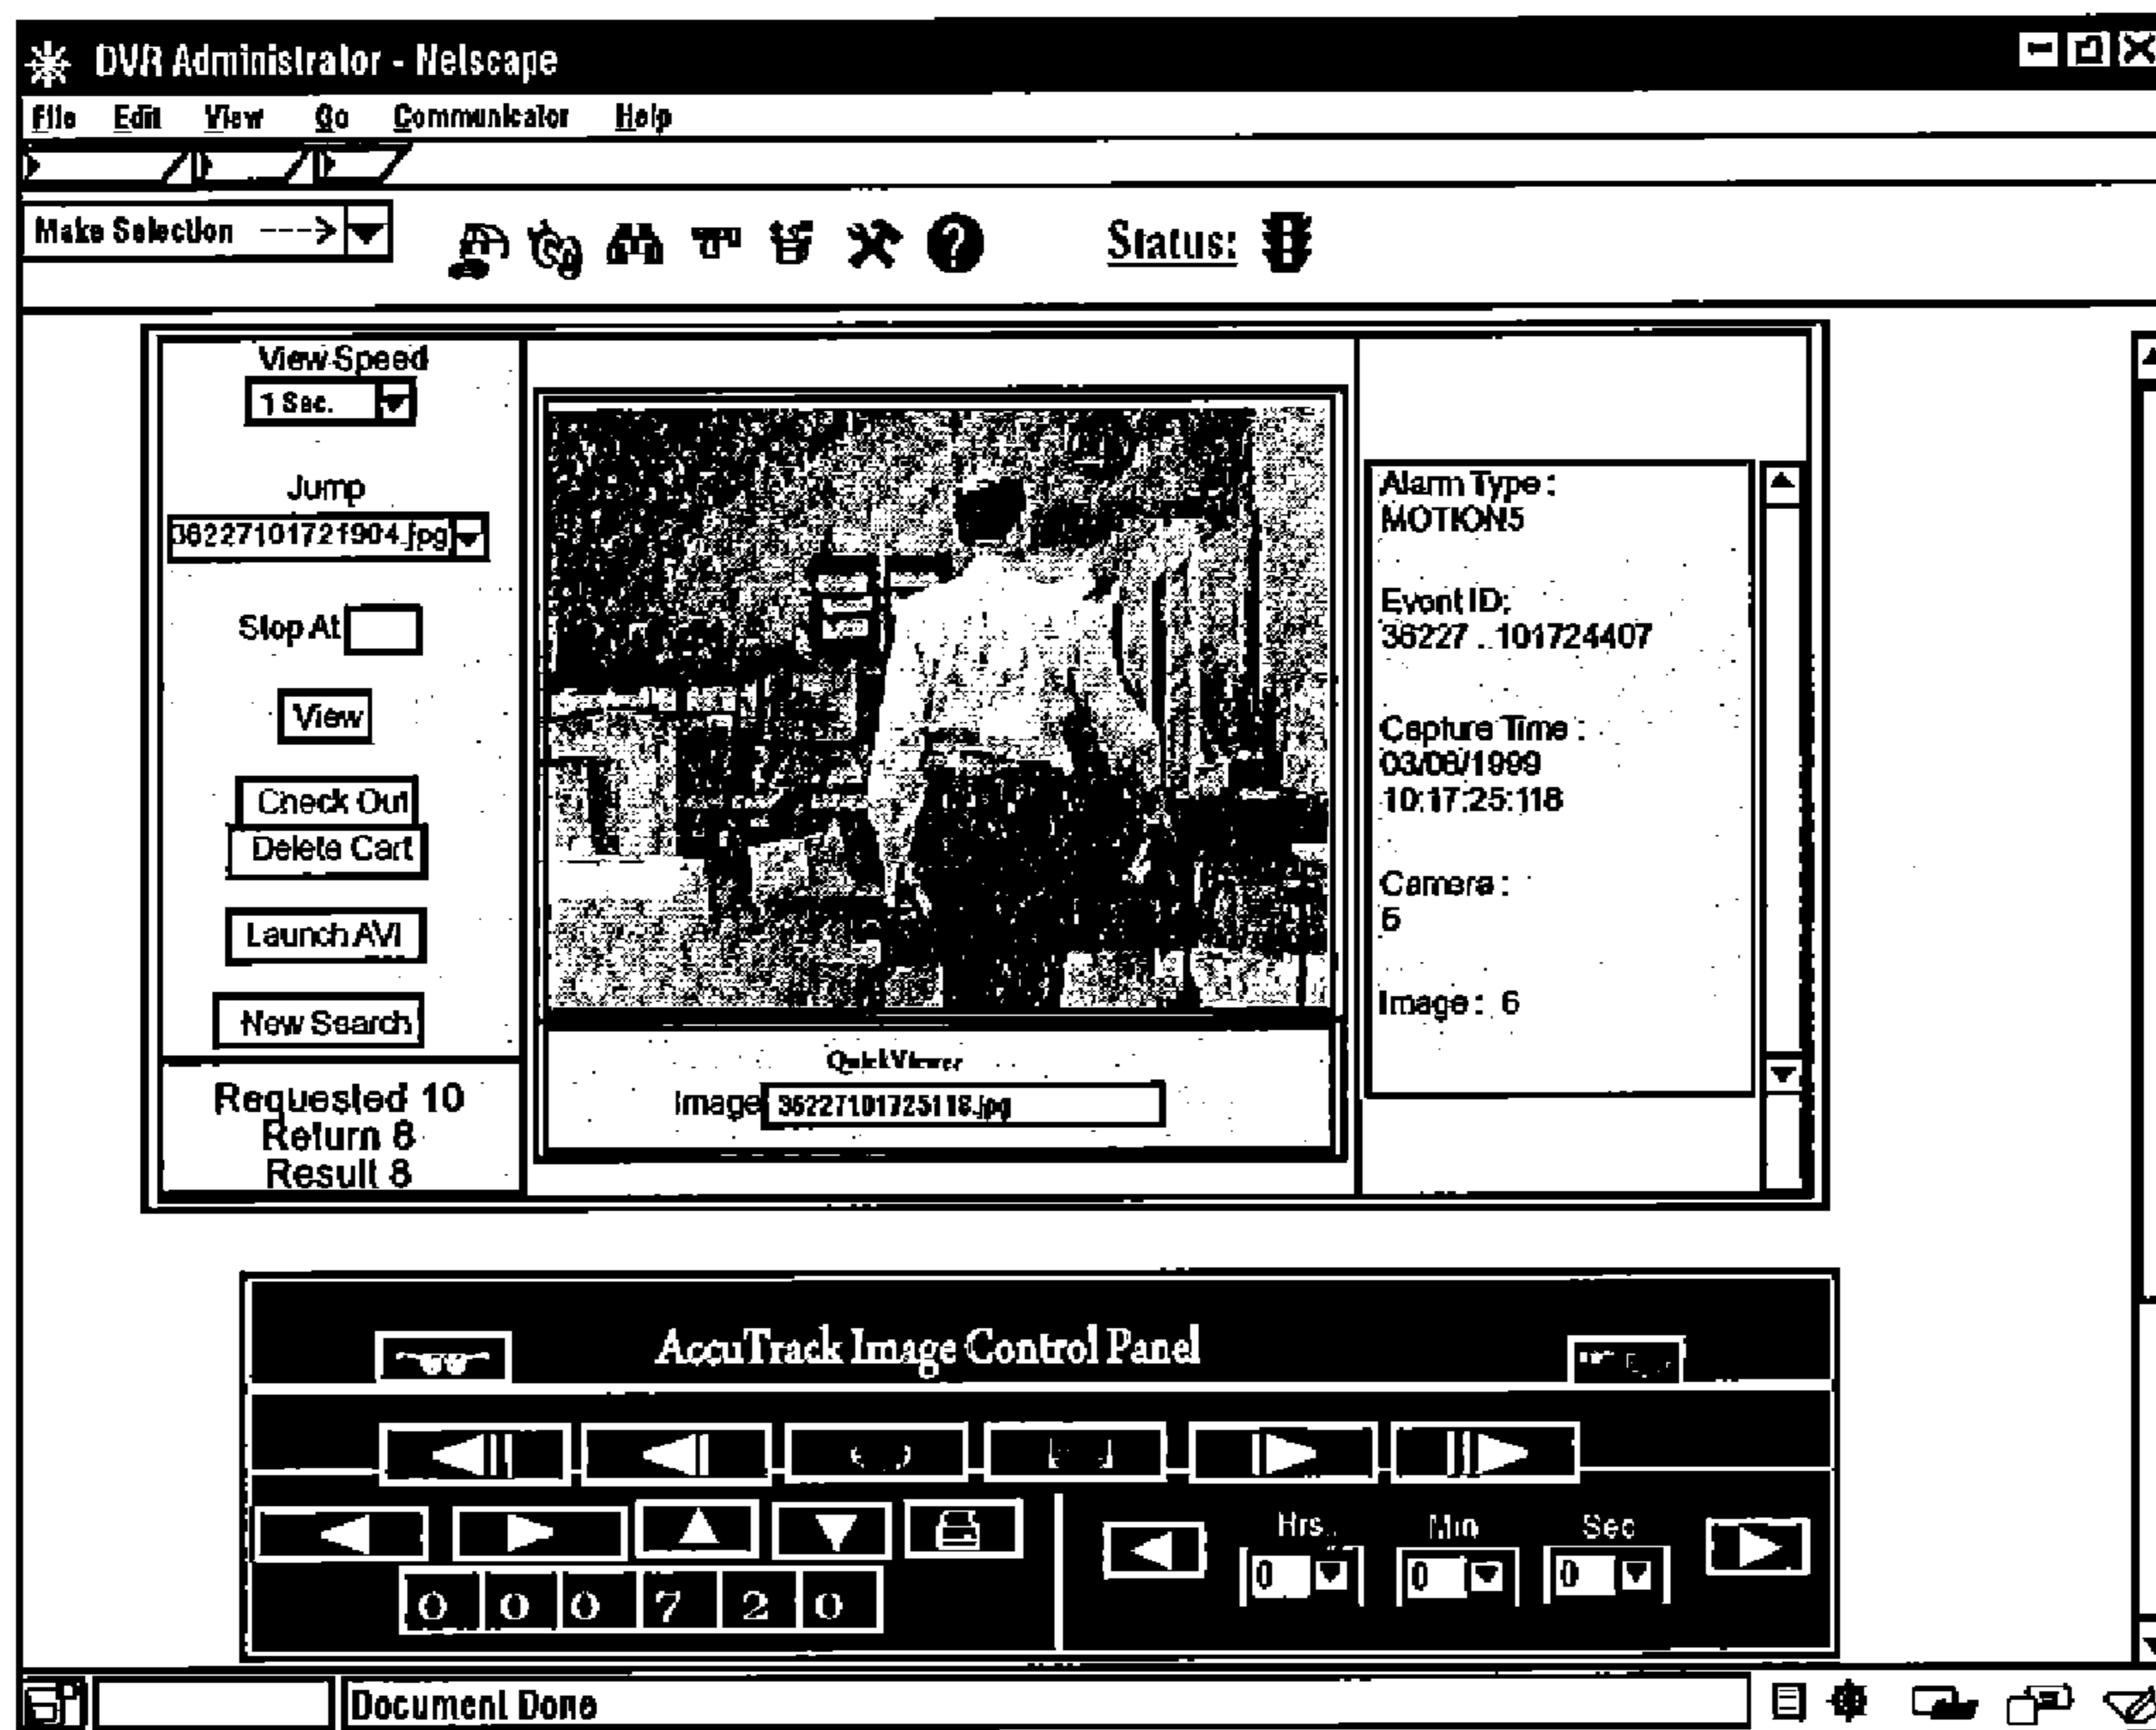 DVR Administrator - Netscape
File Edit View Go Communicator Help
Make Selection --->
Status:
View Speed
1 Sec.
Jump
36227101721904.jpg
Stop At
View
Check Out
Delete Cart
Launch AVI
New Search
Requested 10
Return 8
Result 8
QuickViewer
Image 36227101725118.jpg
Alarm Type :
MOTION5
Event ID:
36227 . 101724407
Capture Time :
03/08/1999
10:17:25:118
Camera :
5
Image : 6
AccuTrack Image Control Panel
Hrs. Min Sec
0 0 0
0 0 0 7 2 0
Document Done